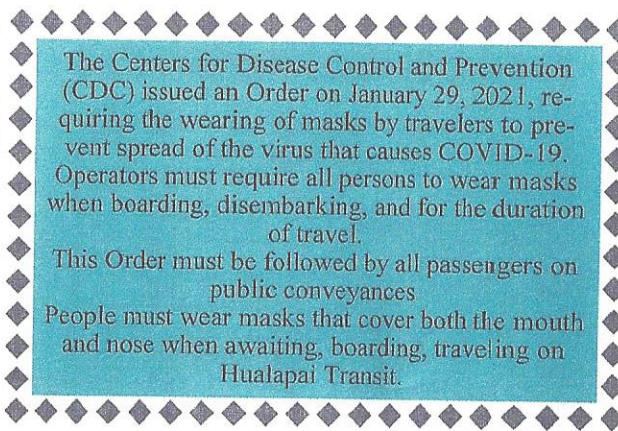 The Centers for Disease Control and Prevention
(CDC) issued an Order on January 29, 2021, re-
quiring the wearing of masks by travelers to pre-
vent spread of the virus that causes COVID-19.
Operators must require all persons to wear masks
when boarding, disembarking, and for the duration
of travel.
This Order must be followed by all passengers on
public conveyances
People must wear masks that cover both the mouth
and nose when awaiting, boarding, traveling on
Hualapai Transit.